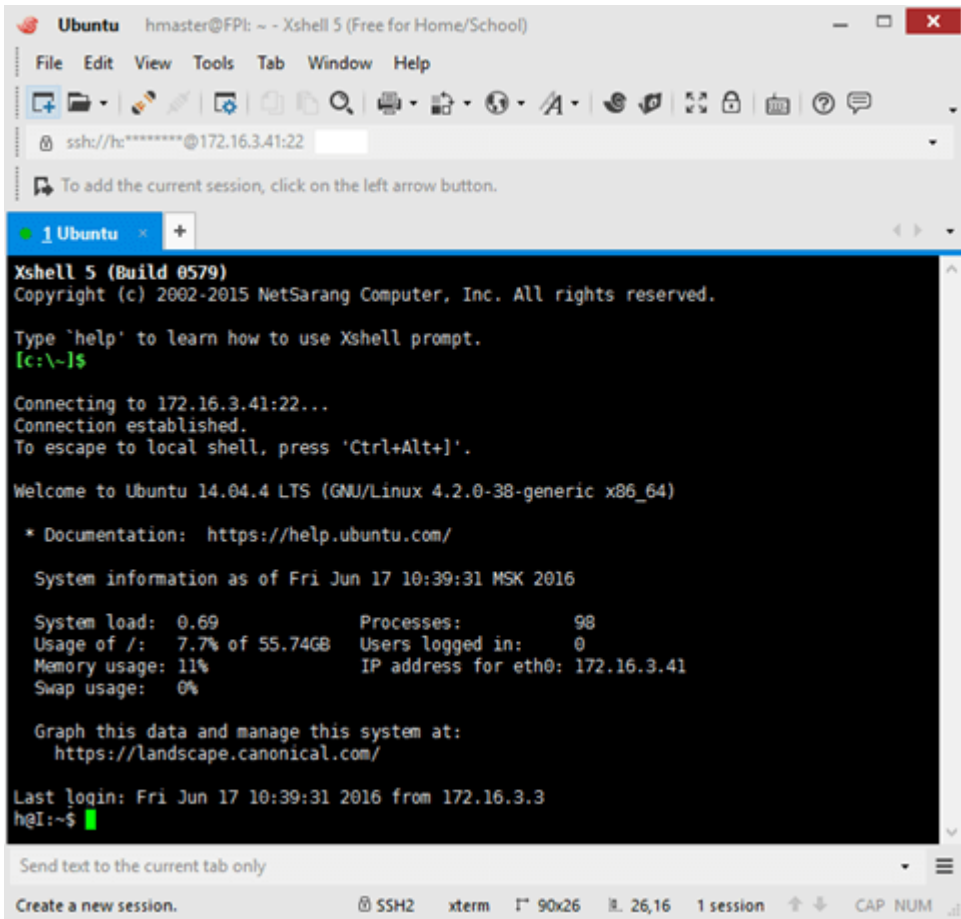 Ubuntu hmaster@FPI: ~ - Xshell 5 (Free for Home/School)
File Edit View Tools Tab Window Help
ssh://h:********@172.16.3.41:22
To add the current session, click on the left arrow button.
1 Ubuntu × +
Xshell 5 (Build 0579)
Copyright (c) 2002-2015 NetSarang Computer, Inc. All rights reserved.
Type `help' to learn how to use Xshell prompt.
[c:\~]$
Connecting to 172.16.3.41:22...
Connection established.
To escape to local shell, press 'Ctrl+Alt+]'.
Welcome to Ubuntu 14.04.4 LTS (GNU/Linux 4.2.0-38-generic x86_64)
* Documentation: https://help.ubuntu.com/
System information as of Fri Jun 17 10:39:31 MSK 2016
System load: 0.69 Processes: 98
Usage of /: 7.7% of 55.74GB Users logged in: 0
Memory usage: 11% IP address for eth0: 172.16.3.41
Swap usage: 0%
Graph this data and manage this system at:
https://landscape.canonical.com/
Last login: Fri Jun 17 10:39:31 2016 from 172.16.3.3
h@I:~$
Send text to the current tab only
Create a new session. SSH2 xterm 90x26 26,16 1 session CAP NUM